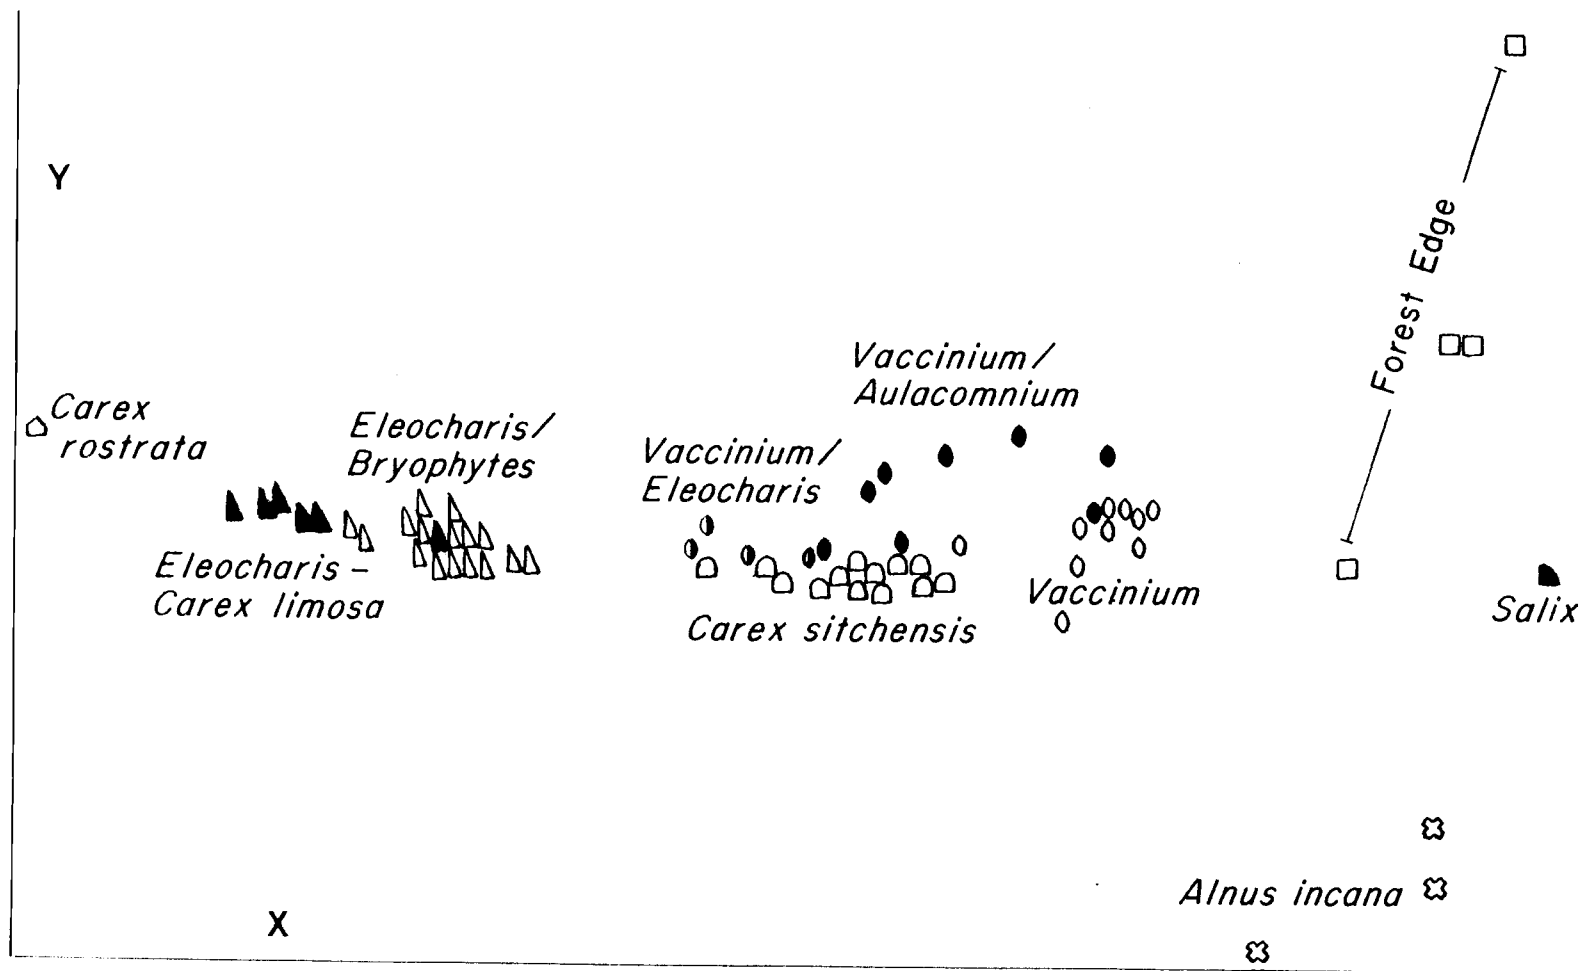 Y
Forest Edge
Vaccinium/
Aulacomnium
Carex
rostrata
Eleocharis/
Bryophytes
Vaccinium/
Eleocharis
Eleocharis –
Carex limosa
Vaccinium
Salix
Carex sitchensis
Alnus incana
X